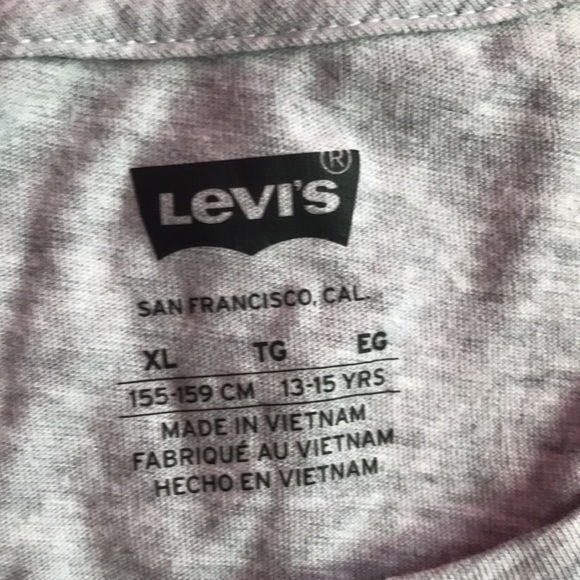 Levi's ®
SAN FRANCISCO, CAL.
XL TG EG
155-159 CM 13-15 YRS
MADE IN VIETNAM
FABRIQUÉ AU VIETNAM
HECHO EN VIETNAM